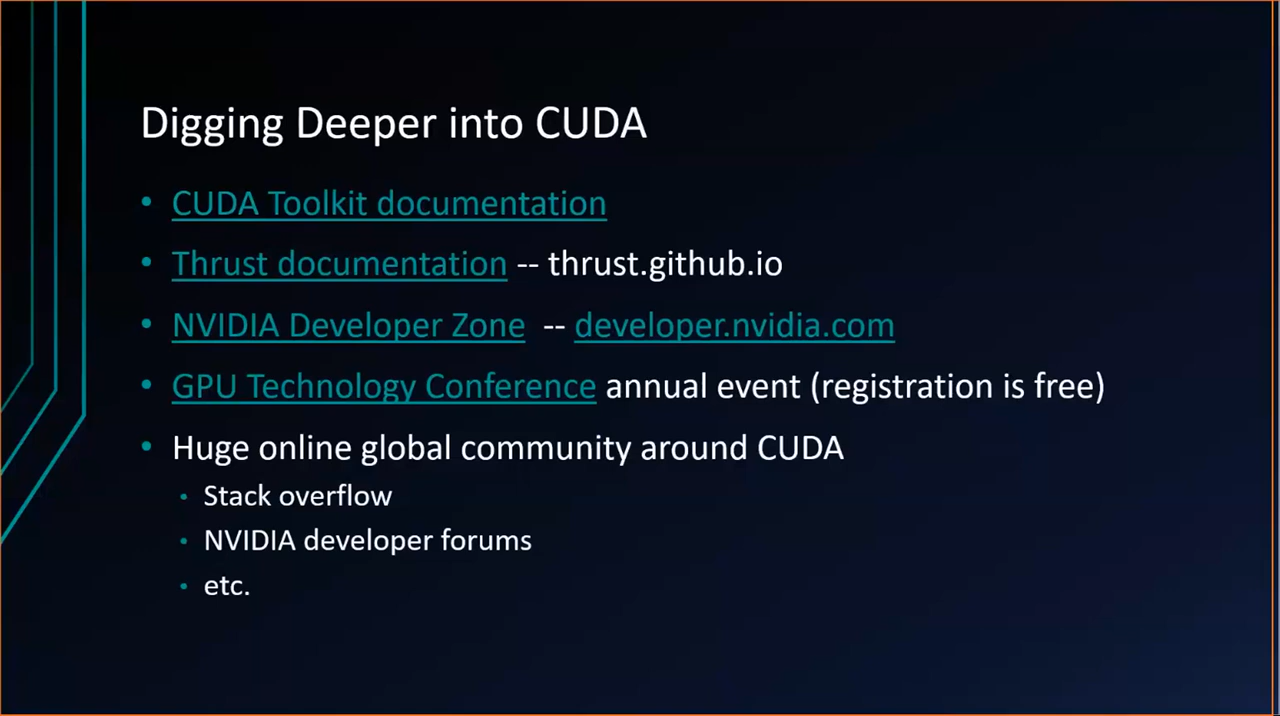 Digging Deeper into CUDA
• CUDA Toolkit documentation
• Thrust documentation -- thrust.github.io
• NVIDIA Developer Zone -- developer.nvidia.com
• GPU Technology Conference annual event (registration is free)
• Huge online global community around CUDA
• Stack overflow
• NVIDIA developer forums
• etc.